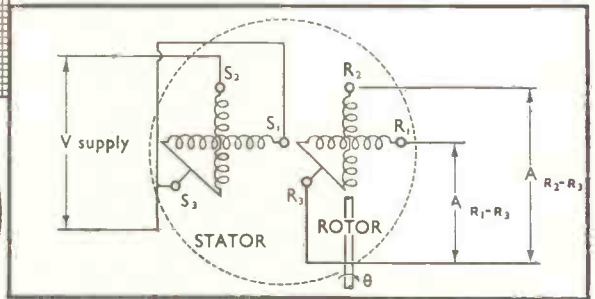 S2
R2
S1
R1
V supply
A R2-R3
A R1-R3
S3
R3
STATOR
ROTOR
θ